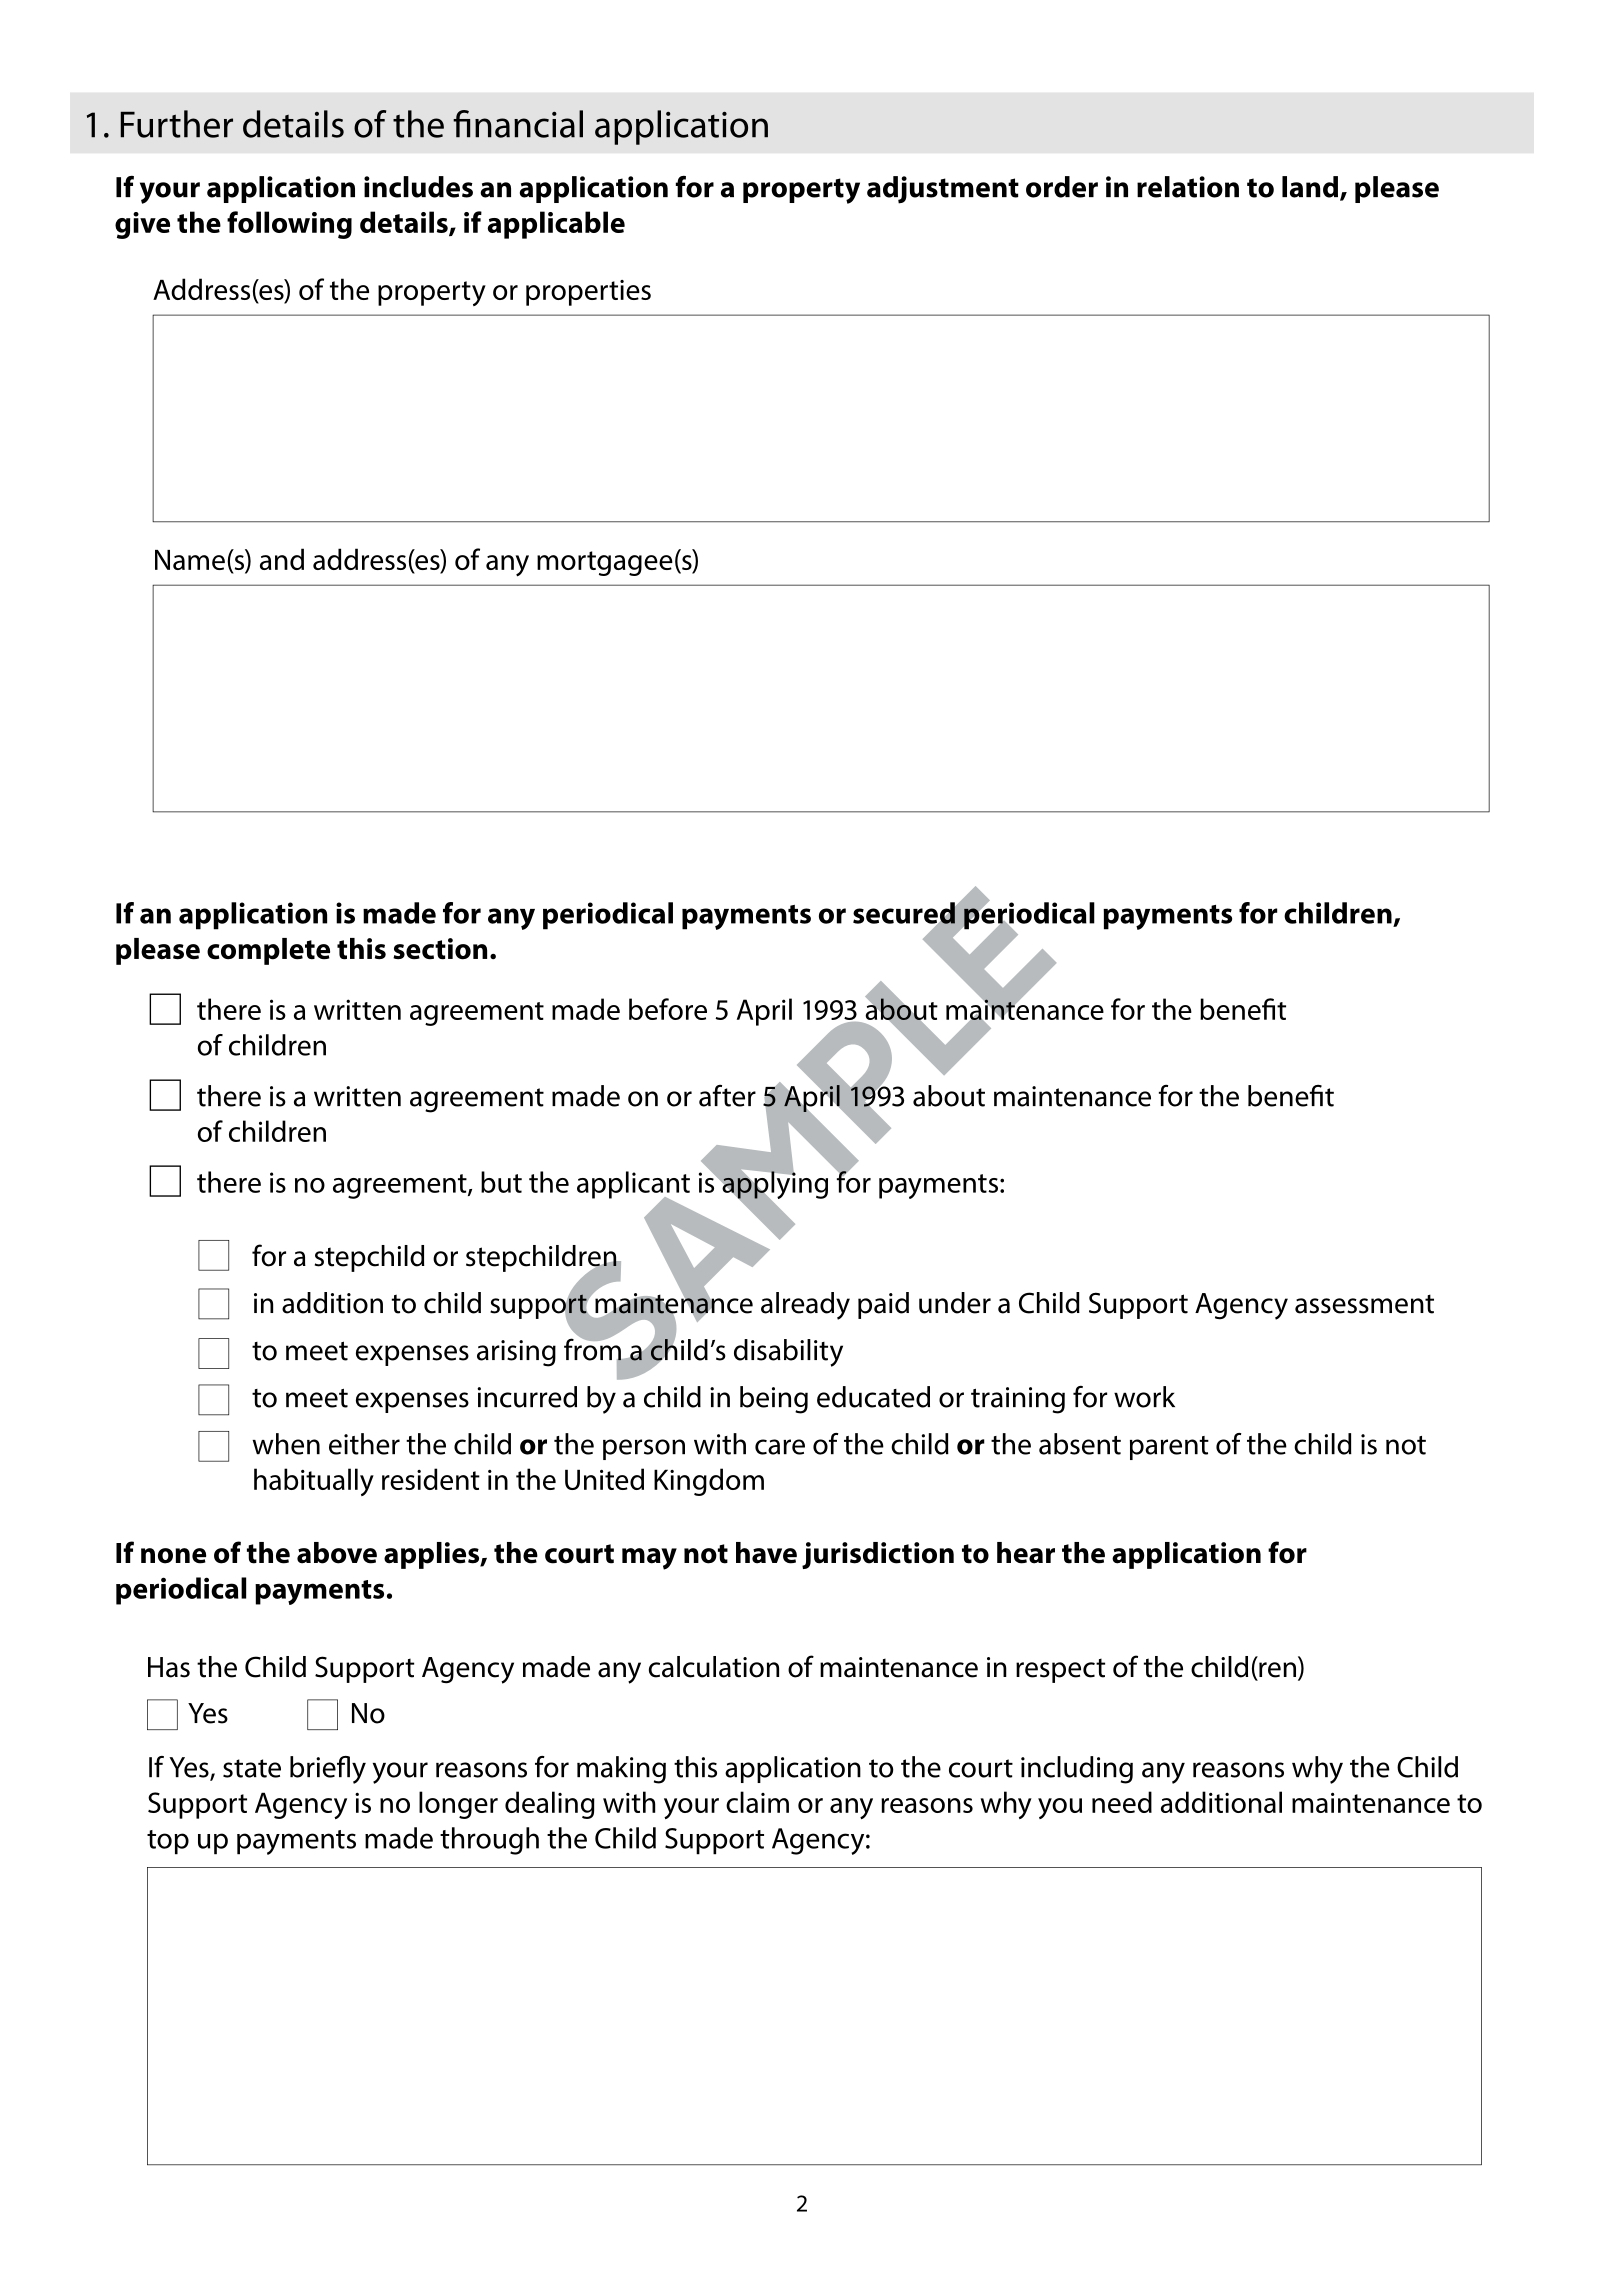 1. Further details of the financial application
If your application includes an application for a property adjustment order in relation to land, please
give the following details, if applicable
Address(es) of the property or properties
Name(s) and address(es) of any mortgagee(s)
If an application is made for any periodical payments or secured periodical payments for children,
please complete this section.
there is a written agreement made before 5 April 1993 about maintenance for the benefit
of children
there is a written agreement made on or after 5 April 1993 about maintenance for the benefit
of children
there is no agreement, but the applicant is applying for payments:
for a stepchild or stepchildren
in addition to child support maintenance already paid under a Child Support Agency assessment
to meet expenses arising from a child’s disability
to meet expenses incurred by a child in being educated or training for work
when either the child or the person with care of the child or the absent parent of the child is not
habitually resident in the United Kingdom
SAMPLE
If none of the above applies, the court may not have jurisdiction to hear the application for
periodical payments.
Has the Child Support Agency made any calculation of maintenance in respect of the child(ren)
Yes No
If Yes, state briefly your reasons for making this application to the court including any reasons why the Child
Support Agency is no longer dealing with your claim or any reasons why you need additional maintenance to
top up payments made through the Child Support Agency:
2